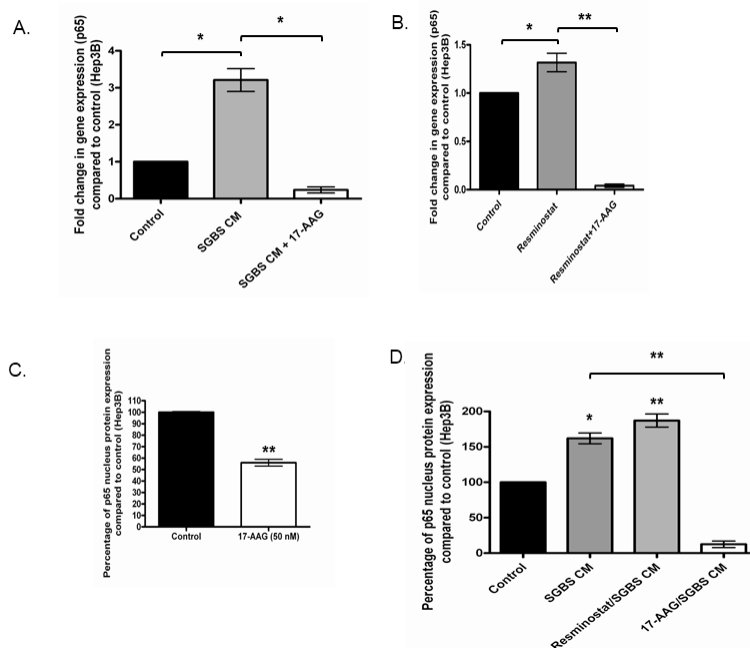 A.
Fold change in gene expression (p65)
compared to control (Hep3B)
4
3
2
1
0
*
*
Control
SGBS CM
SGBS CM + 17-AAG
B.
Fold change in gene expression (p65)
compared to control (Hep3B)
1.5
1.0
0.5
0.0
*
**
Control
Resminostat
Resminostat+17-AAG
C.
Percentage of p65 nucleus protein expression
compared to control (Hep3B)
110
100
90
80
70
60
50
40
30
20
10
0
**
Control
17-AAG (50 nM)
D.
Percentage of p65 nucleus protein expression
compared to control (Hep3B)
200
150
100
50
0
**
*
**
Control
SGBS CM
Resminostat/SGBS CM
17-AAG/SGBS CM